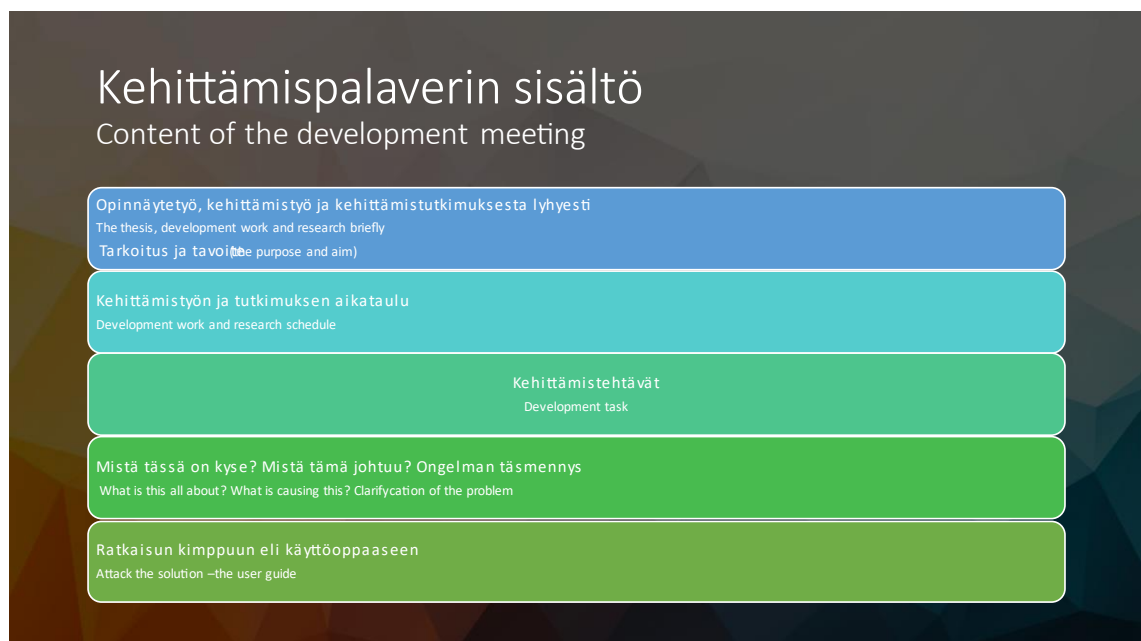 Kehittämispalaverin sisältö
Content of the development meeting
Opinnäytetyö, kehittämistyö ja kehittämistutkimuksesta lyhyesti
The thesis, development work and research briefly
Tarkoitus ja tavoite (the purpose and aim)
Kehittämistyön ja tutkimuksen aikataulu
Development work and research schedule
Kehittämistehtävät
Development task
Mistä tässä on kyse? Mistä tämä johtuu? Ongelman täsmennys
What is this all about? What is causing this? Clarifycation of the problem
Ratkaisun kimppuun eli käyttöoppaaseen
Attack the solution –the user guide